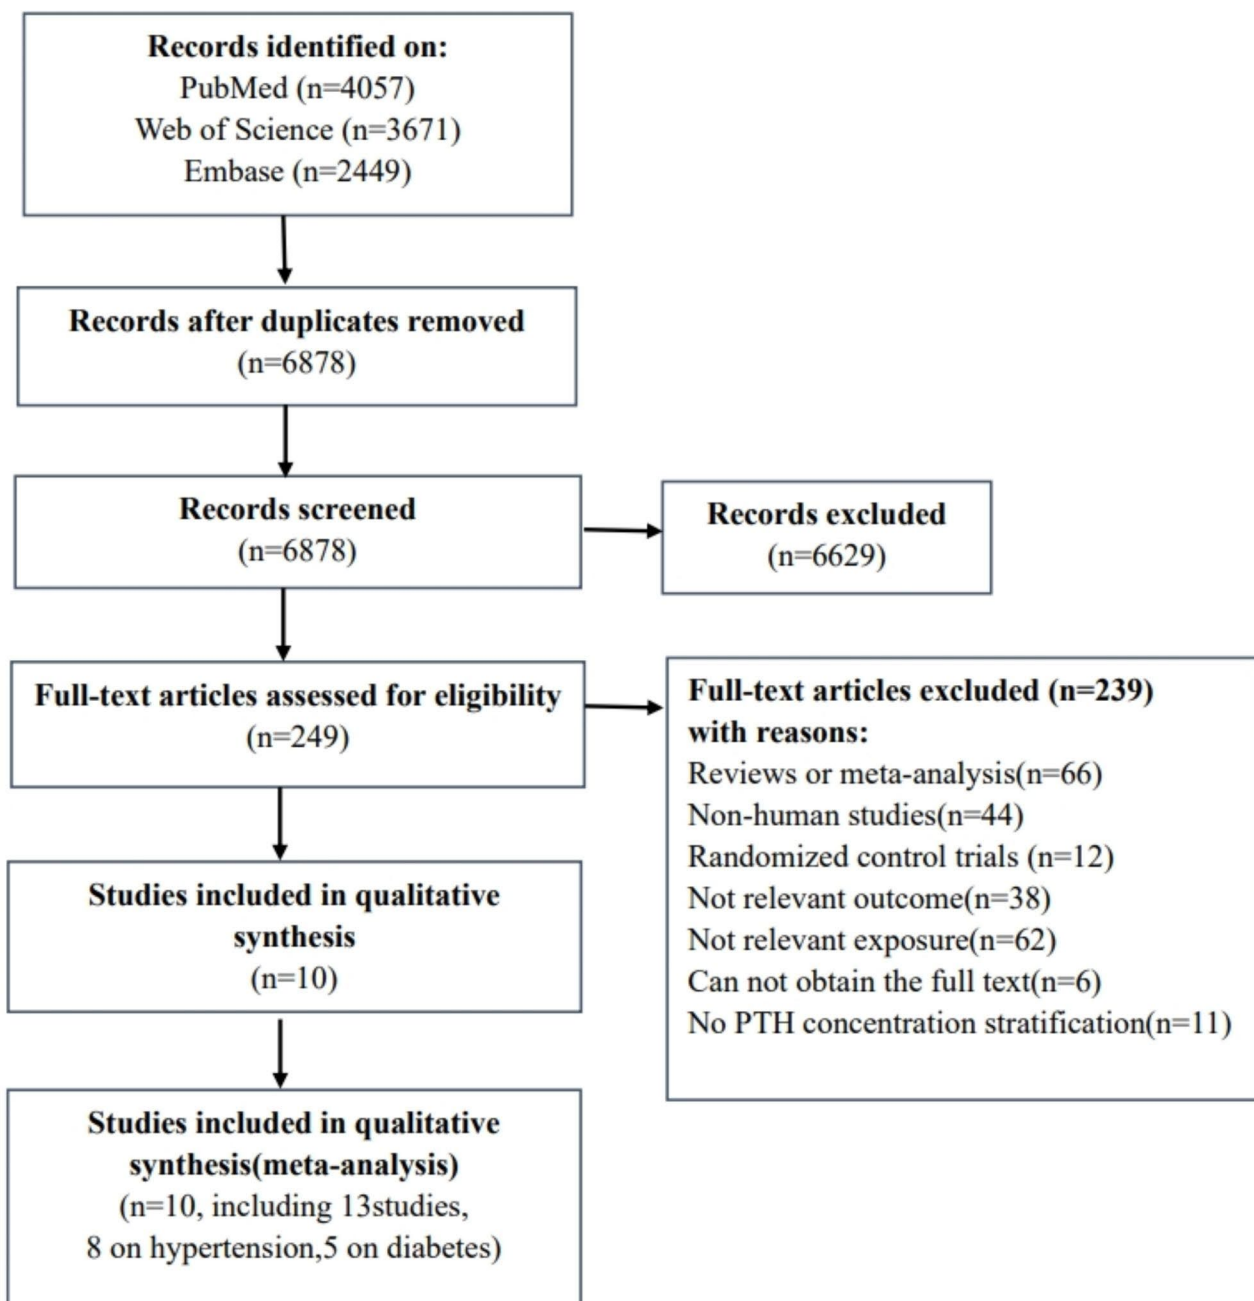 Records identified on:
PubMed (n=4057)
Web of Science (n=3671)
Embase (n=2449)
Records after duplicates removed
(n=6878)
Records screened
(n=6878)
Records excluded
(n=6629)
Full-text articles assessed for eligibility
(n=249)
Full-text articles excluded (n=239)
with reasons:
Reviews or meta-analysis(n=66)
Non-human studies(n=44)
Randomized control trials (n=12)
Not relevant outcome(n=38)
Not relevant exposure(n=62)
Can not obtain the full text(n=6)
No PTH concentration stratification(n=11)
Studies included in qualitative
synthesis
(n=10)
Studies included in qualitative
synthesis(meta-analysis)
(n=10, including 13studies,
8 on hypertension,5 on diabetes)